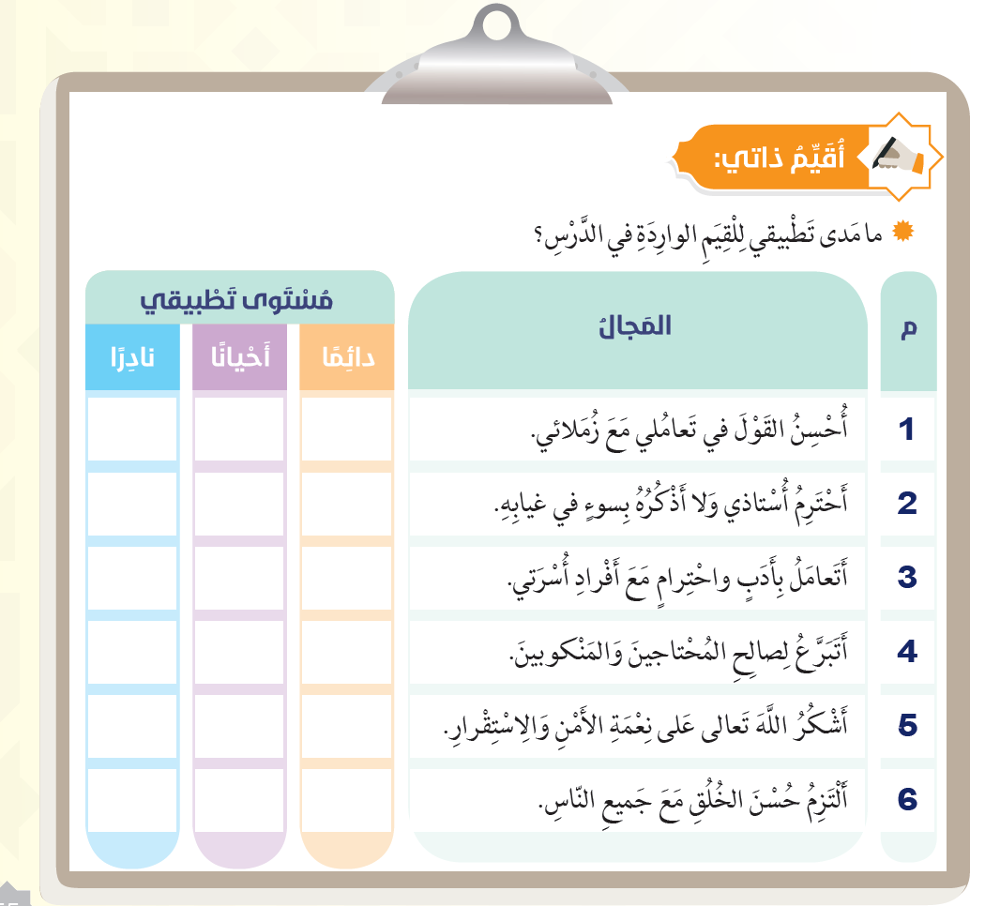 أُقَيِّمُ ذاتي:
ما مَدى تَطْبيقي لِلْقِيَمِ الوارِدَةِ في الدَّرْسِ؟
م المَجالُ مُسْتَوى تَطْبيقي
دائِمًا أَحْيانًا نادِرًا
1 أُحْسِنُ القَوْلَ في تَعامُلي مَعَ زُمَلائي.
2 أَحْتَرِمُ أُسْتاذي وَلا أَذْكُرُهُ بِسوءٍ في غيابِهِ.
3 أَتَعامَلُ بِأَدَبٍ واحْتِرامٍ مَعَ أَفْرادِ أُسْرَتي.
4 أَتَبَرَّعُ لِصالِحِ المُحْتاجينَ وَالمَنْكوبينَ.
5 أَشْكُرُ اللَّهَ تَعالى عَلى نِعْمَةِ الأَمْنِ وَالِاسْتِقْرارِ.
6 أَلْتَزِمُ حُسْنَ الخُلُقِ مَعَ جَميعِ النّاسِ.